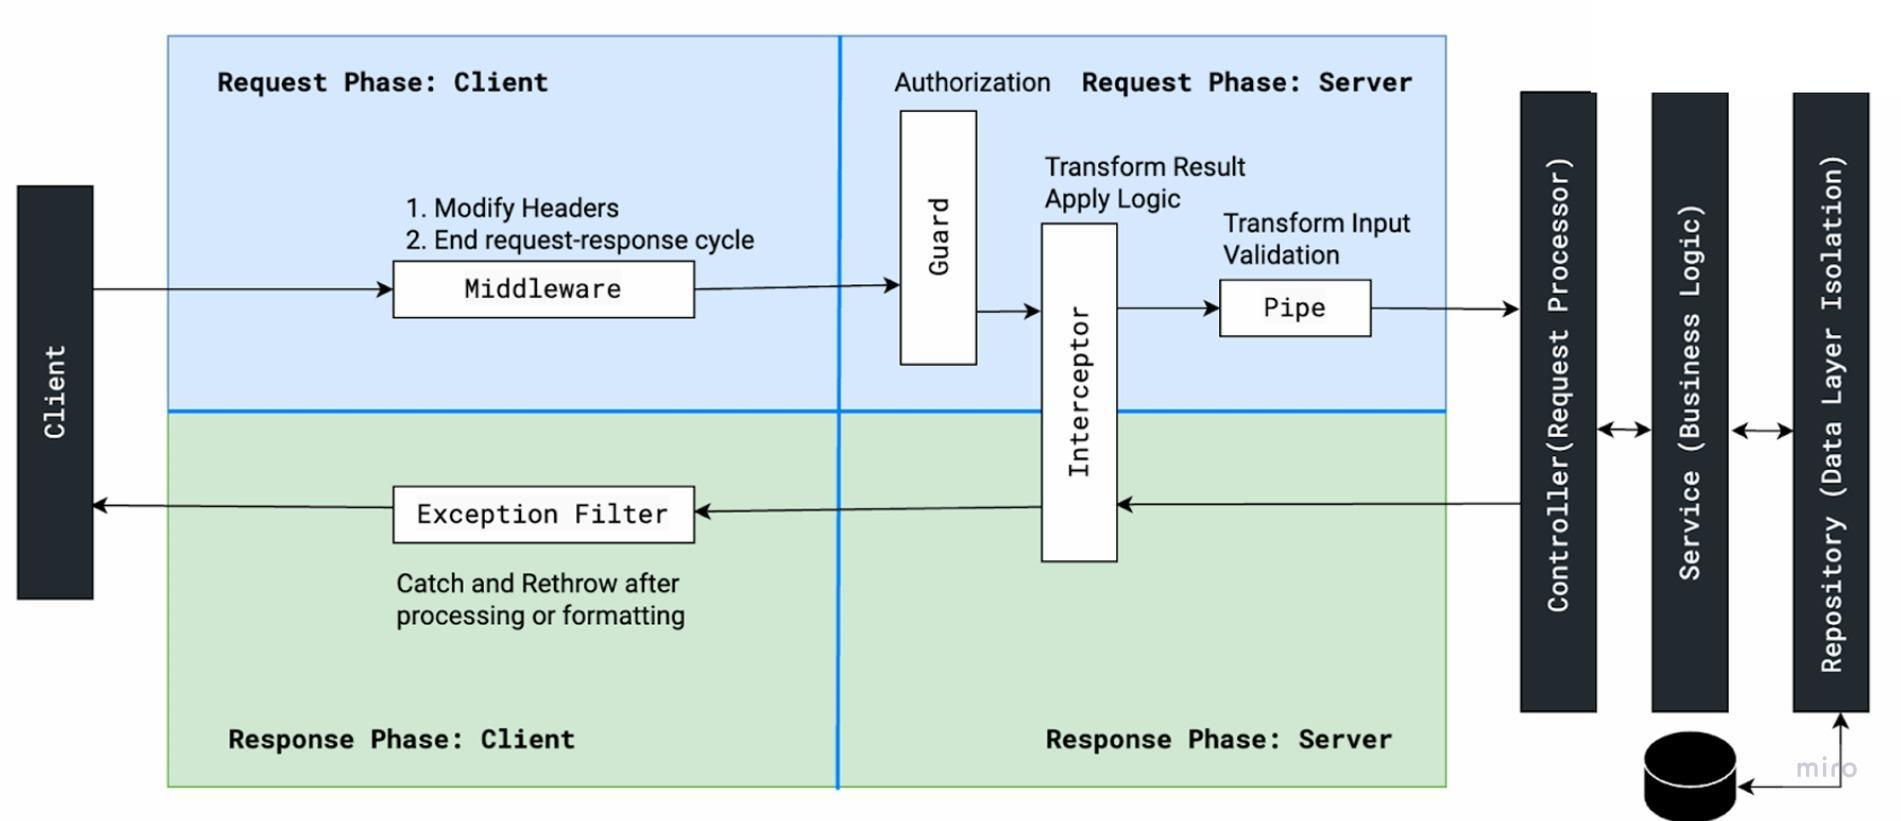 Request Phase: Client
Authorization
Request Phase: Server
Transform Result
Apply Logic
1. Modify Headers
2. End request-response cycle
Transform Input
Validation
Client
Middleware
Guard
Interceptor
Pipe
Controller(Request Processor)
Service (Business Logic)
Repository (Data Layer Isolation)
Exception Filter
Catch and Rethrow after
processing or formatting
Response Phase: Client
Response Phase: Server
miro